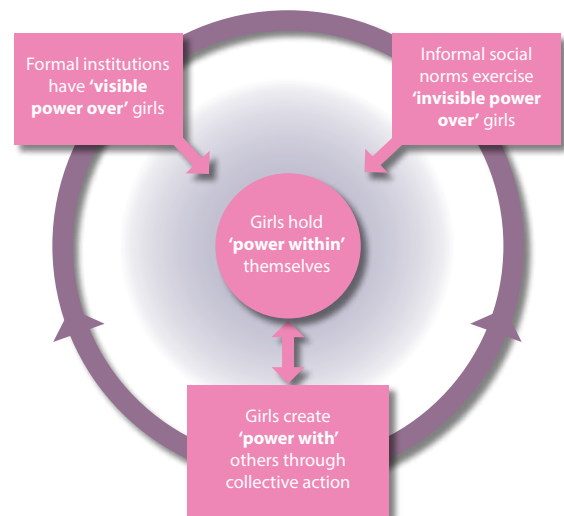 Formal institutions
have ‘visible
power over’ girls
Informal social
norms exercise
‘invisible power
over’ girls
Girls hold
‘power within’
themselves
Girls create
‘power with’
others through
collective action